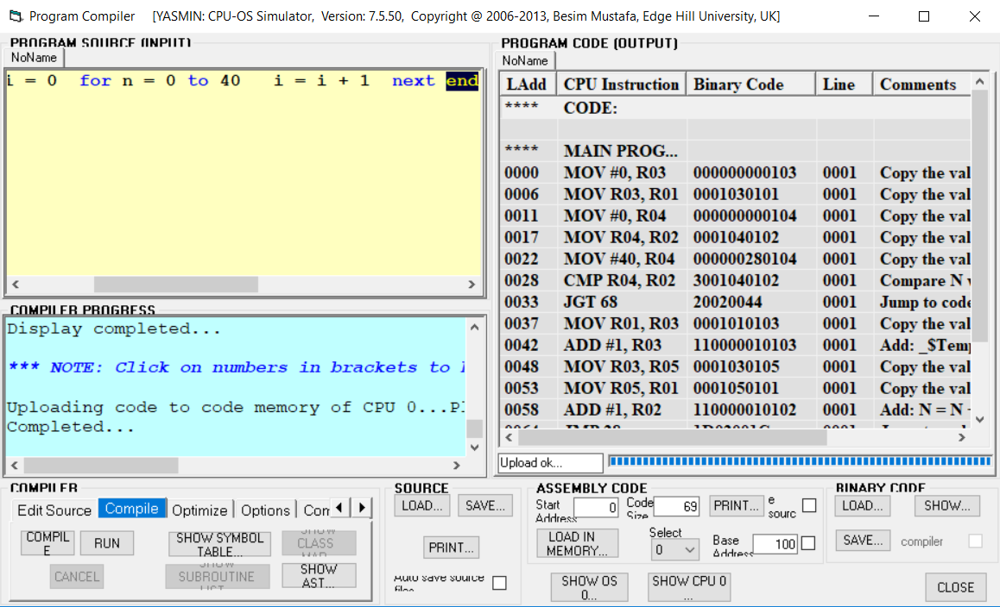 Program Compiler [YASMIN: CPU-OS Simulator, Version: 7.5.50, Copyright @ 2006-2013, Besim Mustafa, Edge Hill University, UK]
PROGRAM SOURCE (INPUT)
NoName
i = 0 for n = 0 to 40 i = i + 1 next end
COMPILER PROGRESS
Display completed...
*** NOTE: Click on numbers in brackets to
Uploading code to code memory of CPU 0...Pl
Completed...
PROGRAM CODE (OUTPUT)
NoName
LAdd CPU Instruction Binary Code Line Comments
**** CODE:
**** MAIN PROG...
0000 MOV #0, R03 000000000103 0001 Copy the val
0006 MOV R03, R01 0001030101 0001 Copy the val
0011 MOV #0, R04 000000000104 0001 Copy the val
0017 MOV R04, R02 0001040102 0001 Copy the val
0022 MOV #40, R04 000000280104 0001 Copy the val
0028 CMP R04, R02 3001040102 0001 Compare N
0033 JGT 68 20020044 0001 Jump to code
0037 MOV R01, R03 0001010103 0001 Copy the val
0042 ADD #1, R03 110000010103 0001 Add: _$Temp
0048 MOV R03, R05 0001030105 0001 Copy the val
0053 MOV R05, R01 0001050101 0001 Copy the val
0058 ADD #1, R02 110000010102 0001 Add: N = N
Upload ok...
COMPILER
Edit Source Compile Optimize Options Con
COMPILE
RUN
SHOW SYMBOL TABLE...
SHOW CLASS MAP
CANCEL
SHOW SUBROUTINE LIST...
SHOW AST...
SOURCE
LOAD... SAVE...
PRINT...
Auto save source files
ASSEMBLY CODE
Start Address 0 Code Size 69 PRINT... e sourc
LOAD IN MEMORY...
Select 0
Base Address 100
BINARY CODE
LOAD... SHOW...
SAVE... compiler
SHOW OS 0...
SHOW CPU 0 ...
CLOSE